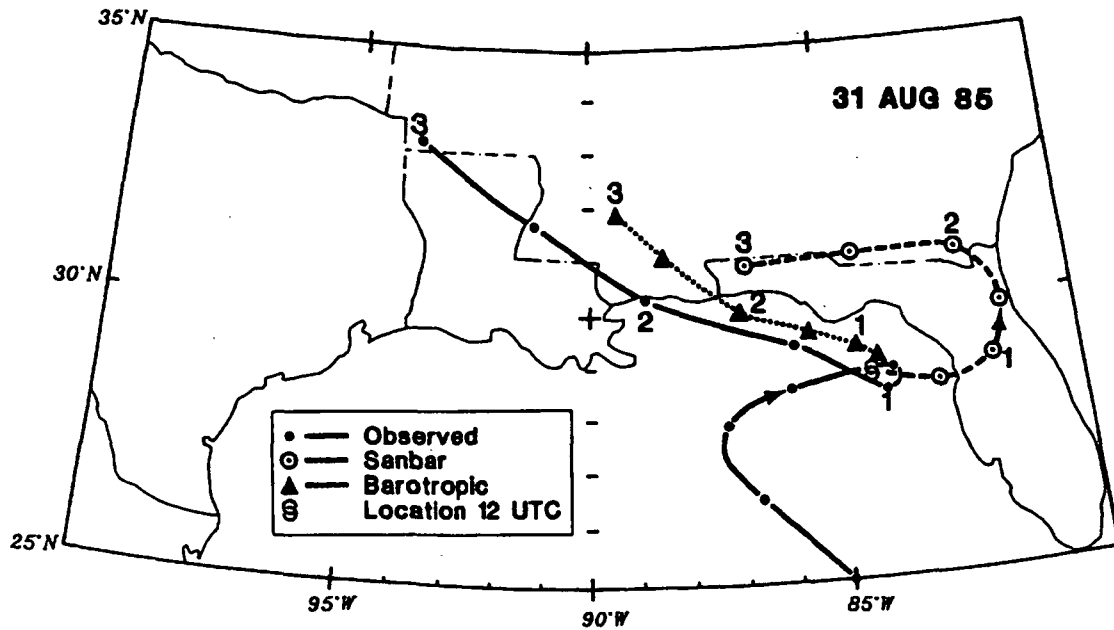 35°N
31 AUG 85
3
3
3
2
30°N
2
2
1
1
1
Observed
Sanbar
Barotropic
Location 12 UTC
25°N
95°W
90°W
85°W